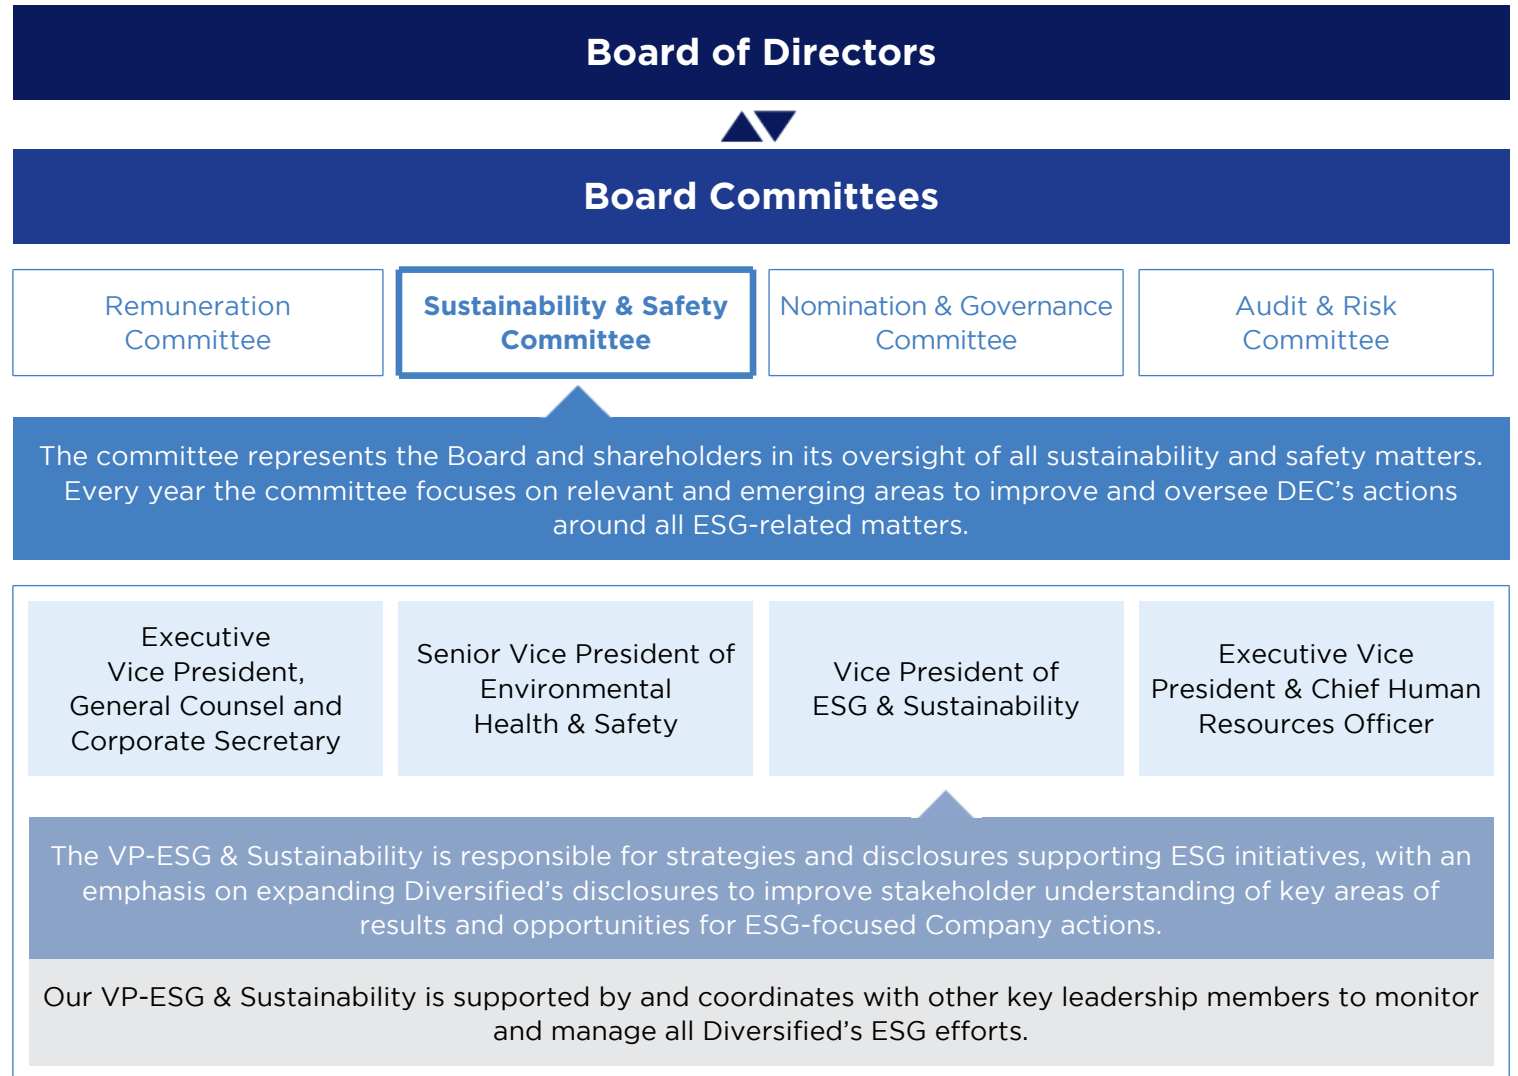 Board of Directors
Board Committees
Remuneration
Committee
Sustainability & Safety
Committee
Nomination & Governance
Committee
Audit & Risk
Committee
The committee represents the Board and shareholders in its oversight of all sustainability and safety matters.
Every year the committee focuses on relevant and emerging areas to improve and oversee DEC’s actions
around all ESG-related matters.
Executive
Vice President,
General Counsel and
Corporate Secretary
Senior Vice President of
Environmental
Health & Safety
Vice President of
ESG & Sustainability
Executive Vice
President & Chief Human
Resources Officer
The VP-ESG & Sustainability is responsible for strategies and disclosures supporting ESG initiatives, with an
emphasis on expanding Diversified’s disclosures to improve stakeholder understanding of key areas of
results and opportunities for ESG-focused Company actions.
Our VP-ESG & Sustainability is supported by and coordinates with other key leadership members to monitor
and manage all Diversified’s ESG efforts.